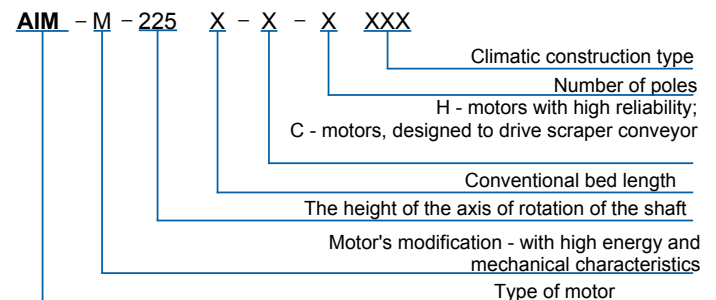 AIM – M – 225 X – X – X XXX
Climatic construction type
Number of poles
H - motors with high reliability;
C - motors, designed to drive scraper conveyor
Conventional bed length
The height of the axis of rotation of the shaft
Motor's modification - with high energy and
mechanical characteristics
Type of motor